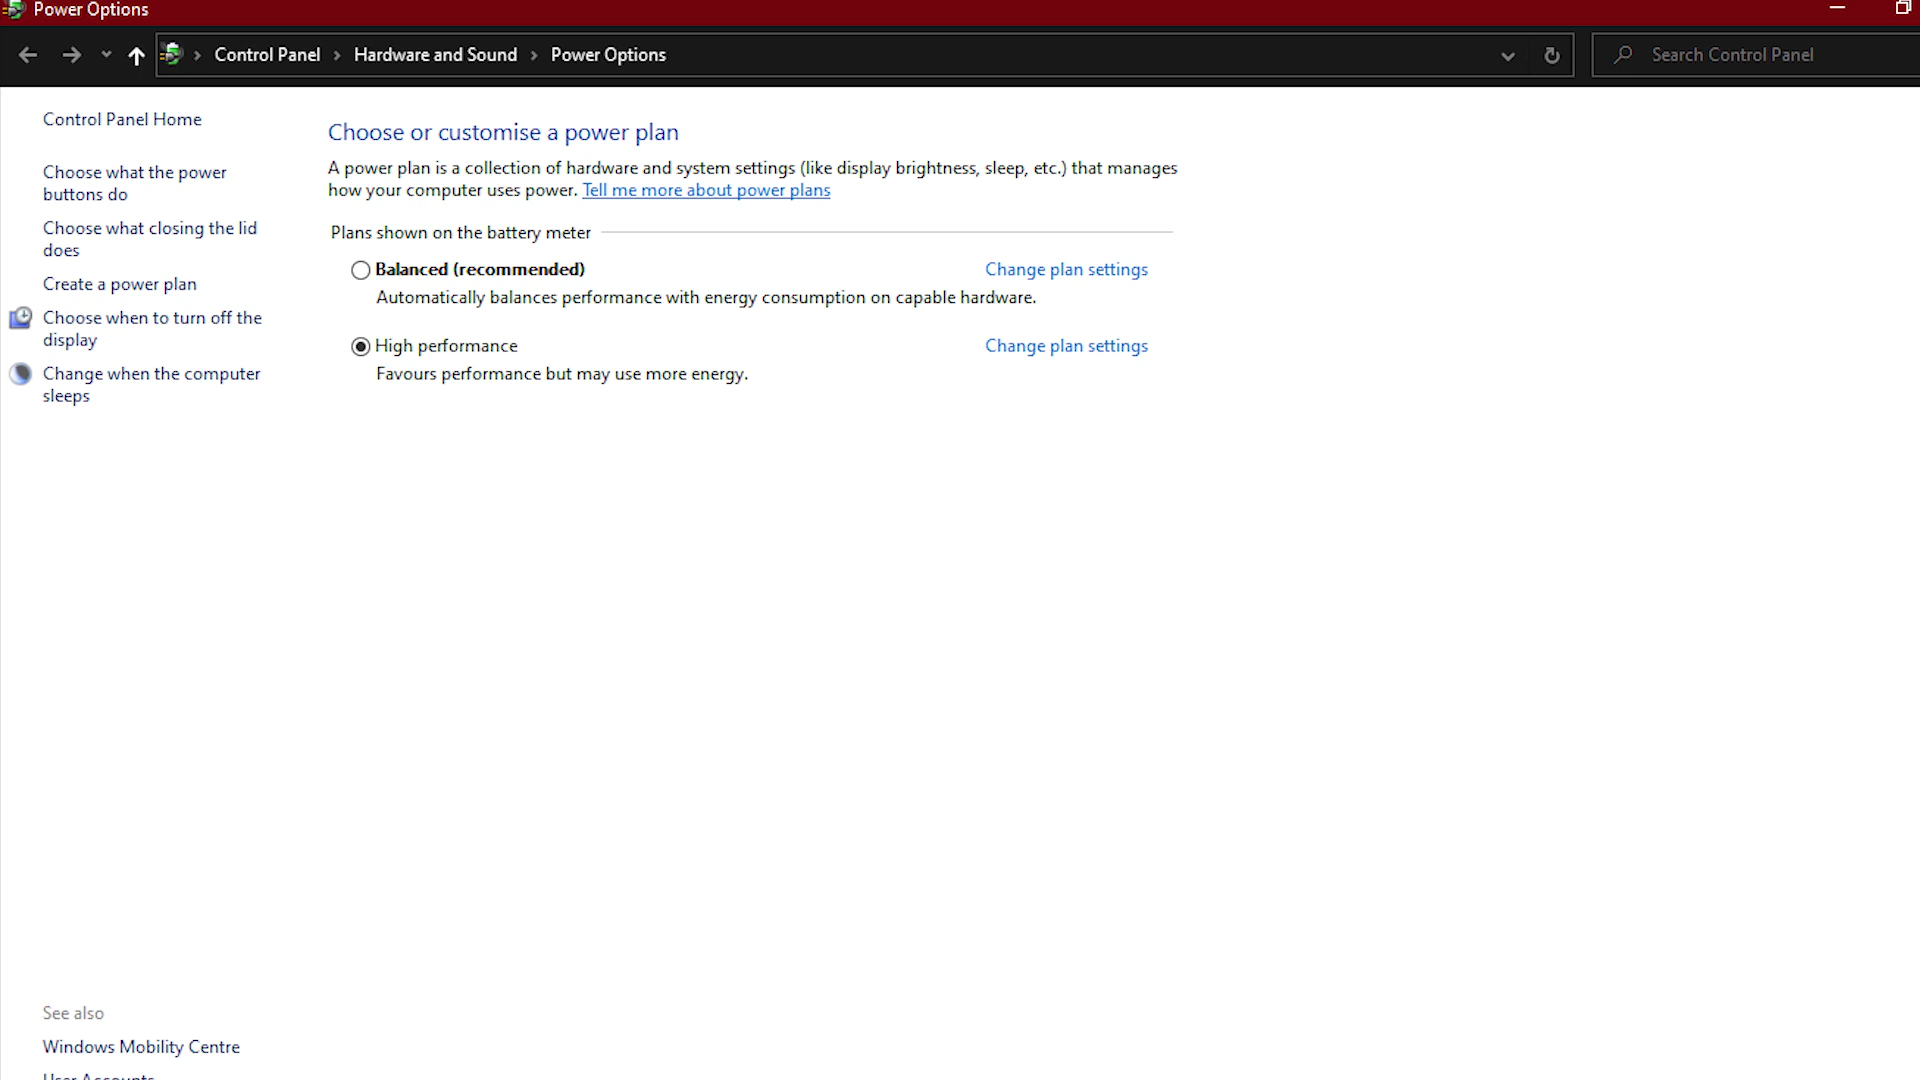 Power Options
Control Panel
Hardware and Sound
Power Options
Search Control Panel
Control Panel Home
Choose what the power
buttons do
Choose what closing the lid
does
Create a power plan
Choose when to turn off the
display
Change when the computer
sleeps
Choose or customise a power plan
A power plan is a collection of hardware and system settings (like display brightness, sleep, etc.) that manages
how your computer uses power. Tell me more about power plans
Plans shown on the battery meter
Balanced (recommended)
Change plan settings
Automatically balances performance with energy consumption on capable hardware.
High performance
Change plan settings
Favours performance but may use more energy.
See also
Windows Mobility Centre
User Accounts